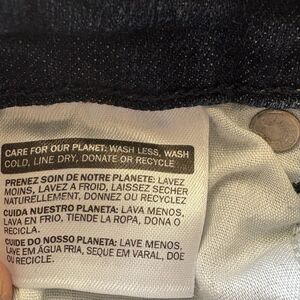 CARE FOR OUR PLANET: WASH LESS, WASH
COLD, LINE DRY, DONATE OR RECYCLE
PRENEZ SOIN DE NOTRE PLANETE: LAVEZ
MOINS, LAVEZ A FROID, LAISSEZ SECHER
NATURELLEMENT, DONNEZ OU RECYCLEZ
CUIDA NUESTRO PLANETA: LAVA MENOS,
LAVA EN FRIO, TIENDE LA ROPA, DONA O
RECICLA.
CUIDE DO NOSSO PLANETA: LAVE MENOS,
LAVE EM ÁGUA FRIA, SEQUE EM VARAL, DOE
OU RECICLE.